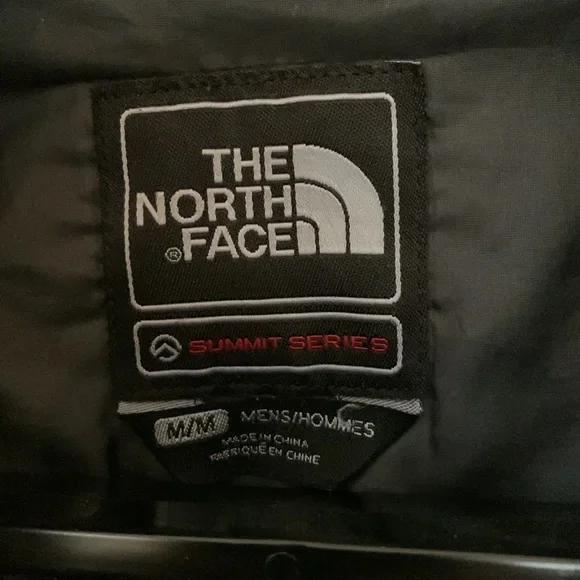 THE
NORTH
® FACE
SUMMIT SERIES
M/M MENS/HOMMES
MADE IN CHINA
FABRIQUÉ EN CHINE